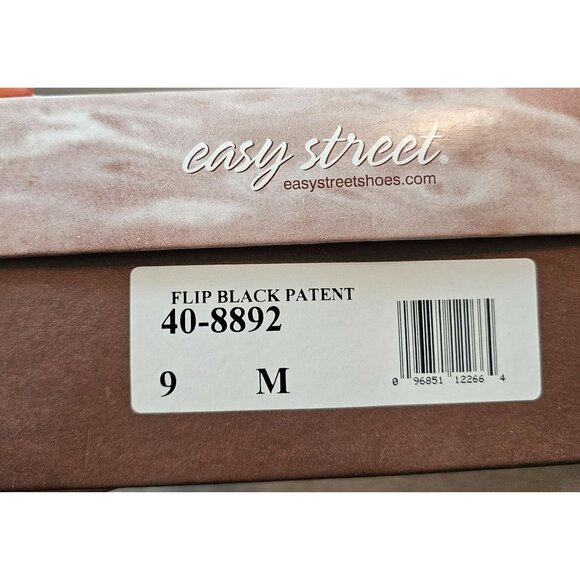 easy street®
easystreetshoes.com
FLIP BLACK PATENT
40-8892
9 M
0 96851 12266 4